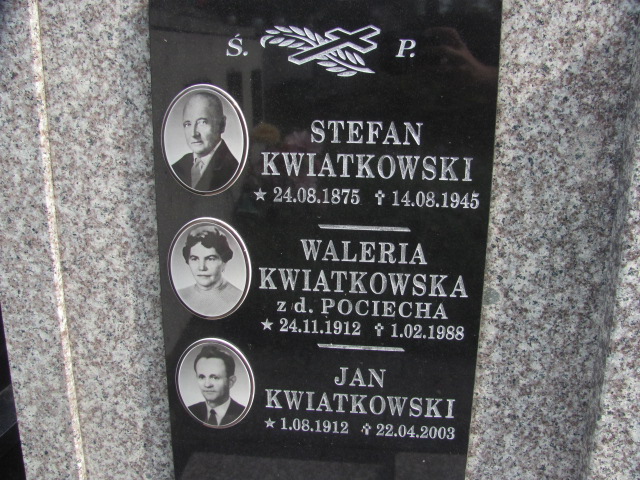 Ś. P.
STEFAN
KWIATKOWSKI
★ 24.08.1875 ✝ 14.08.1945
WALERIA
KWIATKOWSKA
z d. POCIECHA
★ 24.11.1912 ✝ 1.02.1988
JAN
KWIATKOWSKI
★ 1.08.1912 ✝ 22.04.2003